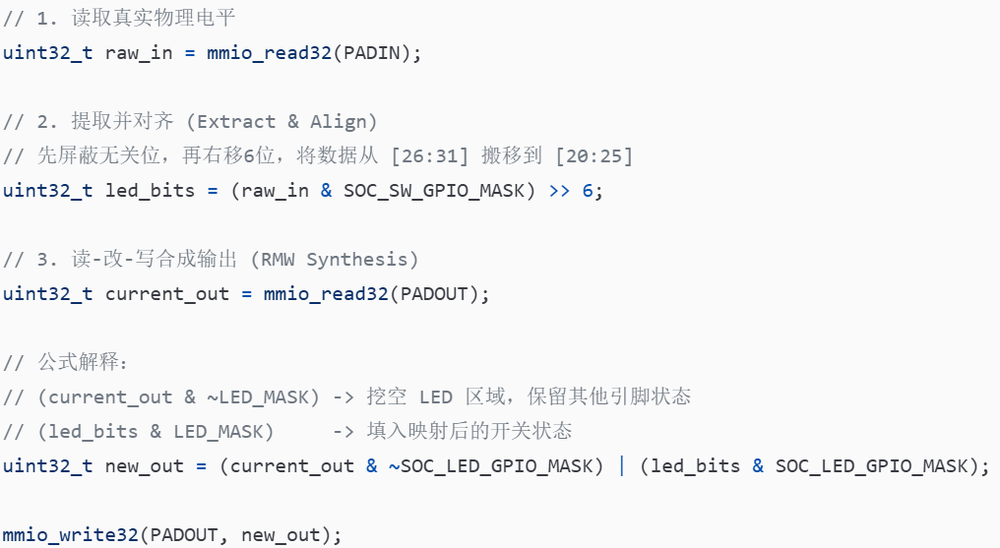 // 1. 读取真实物理电平
uint32_t raw_in = mmio_read32(PADIN);
// 2. 提取并对齐 (Extract & Align)
// 先屏蔽无关位，再右移6位，将数据从 [26:31] 搬移到 [20:25]
uint32_t led_bits = (raw_in & SOC_SW_GPIO_MASK) >> 6;
// 3. 读-改-写合成输出 (RMW Synthesis)
uint32_t current_out = mmio_read32(PADOUT);
// 公式解释：
// (current_out & ~LED_MASK) -> 挖空 LED 区域，保留其他引脚状态
// (led_bits & LED_MASK)     -> 填入映射后的开关状态
uint32_t new_out = (current_out & ~SOC_LED_GPIO_MASK) | (led_bits & SOC_LED_GPIO_MASK);
mmio_write32(PADOUT, new_out);